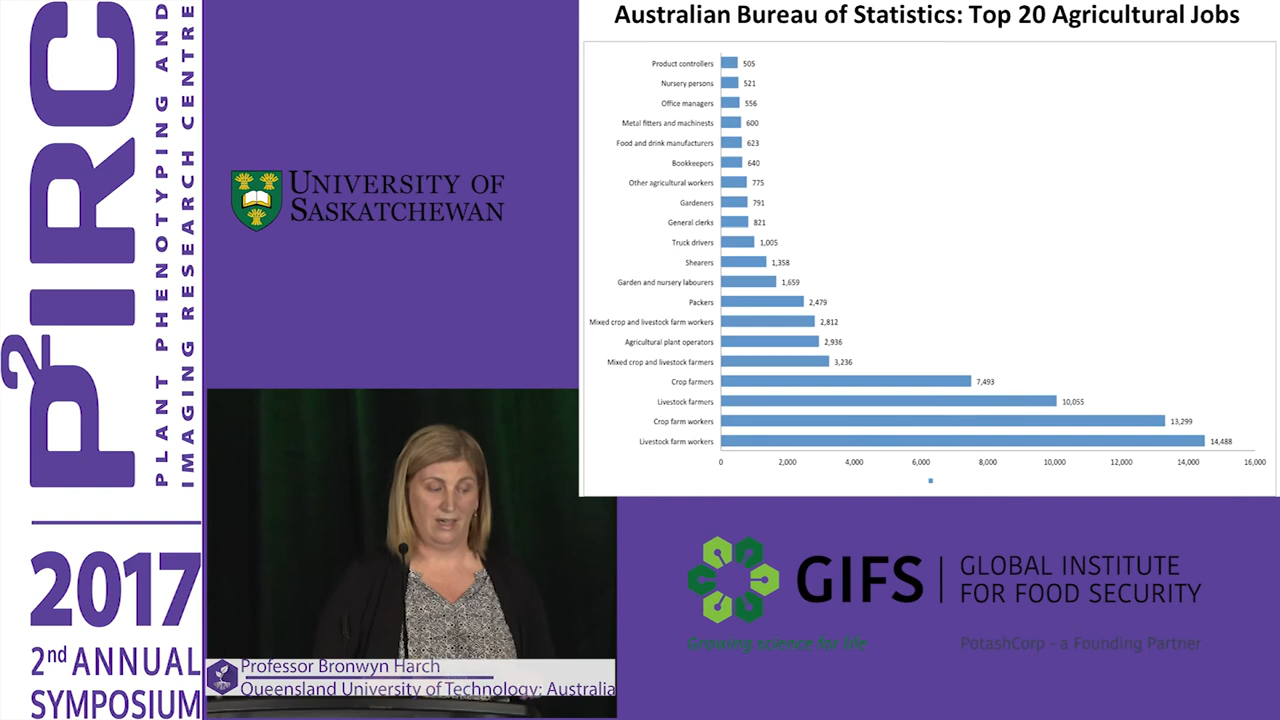 P²IRC
PLANT PHENOTYPING AND
IMAGING RESEARCH CENTRE
2017
2nd ANNUAL
SYMPOSIUM
UNIVERSITY OF
SASKATCHEWAN
Australian Bureau of Statistics: Top 20 Agricultural Jobs
Product controllers 505
Nursery persons 521
Office managers 556
Metal fitters and machinests 600
Food and drink manufacturers 623
Bookkeepers 640
Other agricultural workers 775
Gardeners 791
General clerks 821
Truck drivers 1,005
Shearers 1,358
Garden and nursery labourers 1,659
Packers 2,479
Mixed crop and livestock farm workers 2,812
Agricultural plant operators 2,936
Mixed crop and livestock farmers 3,236
Crop farmers 7,493
Livestock farmers 10,055
Crop farm workers 13,299
Livestock farm workers 14,488
0 2,000 4,000 6,000 8,000 10,000 12,000 14,000 16,000
Professor Bronwyn Harch
Queensland University of Technology: Australia
GIFS | GLOBAL INSTITUTE
FOR FOOD SECURITY
Growing science for life
PotashCorp - a Founding Partner